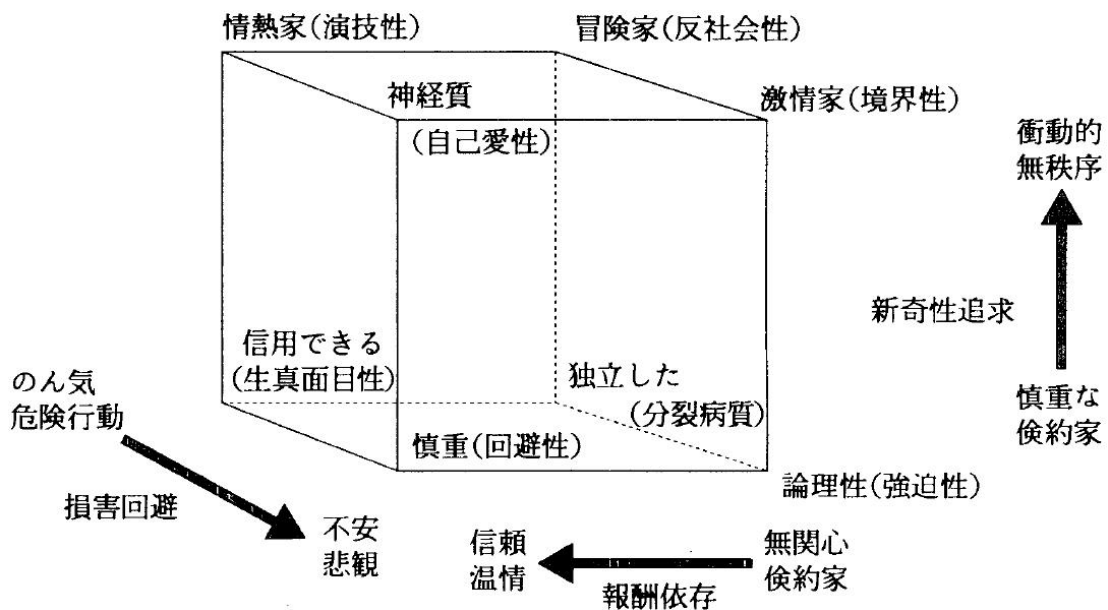 情熱家(演技性)
冒険家(反社会性)
神経質
(自己愛性)
激情家(境界性)
衝動的
無秩序
新奇性追求
慎重な
倹約家
信用できる
(生真面目性)
独立した
(分裂病質)
のん気
危険行動
慎重(回避性)
論理性(強迫性)
損害回避
不安
悲観
信頼
温情
無関心
倹約家
報酬依存